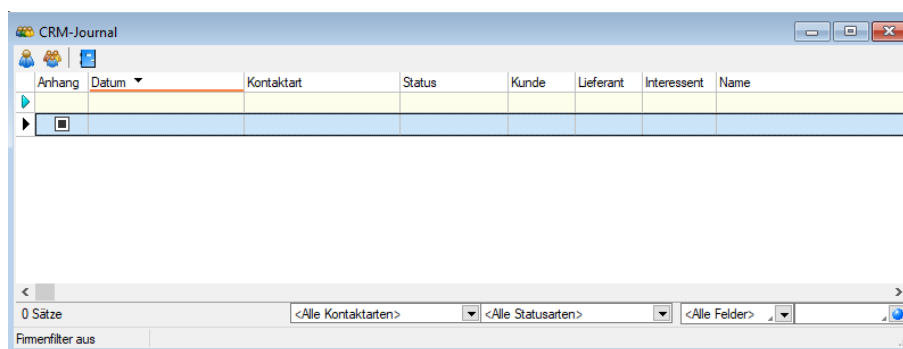 CRM-Journal
Anhang Datum Kontaktart Status Kunde Lieferant Interessent Name
0 Sätze <Alle Kontaktarten> <Alle Statusarten> <Alle Felder>
Firmenfilter aus